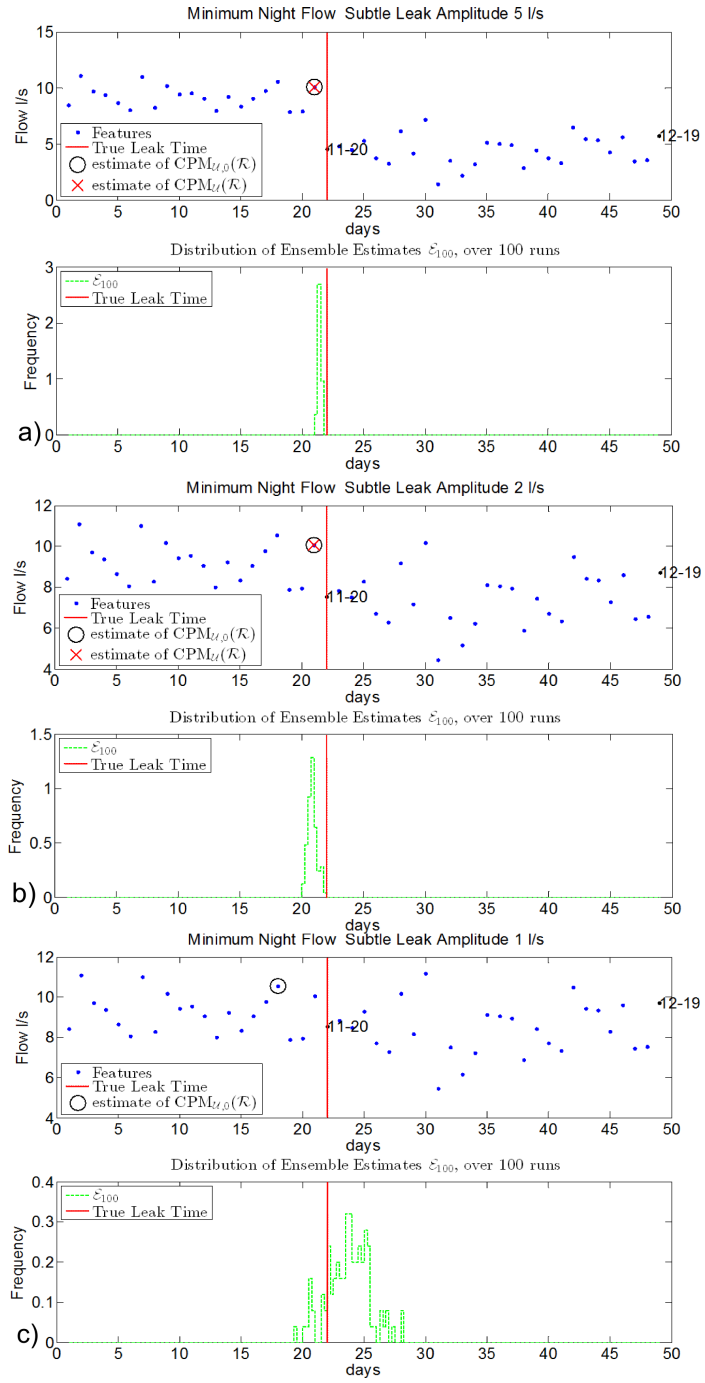 Minimum Night Flow  Subtle Leak Amplitude 5 l/s
15
10
5
0
Flow l/s
Features
True Leak Time
estimate of CPM𝒰,0(ℛ)
estimate of CPM𝒰(ℛ)
11-20
12-19
0 5 10 15 20 25 30 35 40 45 50
days
Distribution of Ensemble Estimates ℰ100, over 100 runs
3
2
1
0
Frequency
ℰ100
True Leak Time
0 5 10 15 20 25 30 35 40 45 50
days
a)
Minimum Night Flow  Subtle Leak Amplitude 2 l/s
12
10
8
6
4
Flow l/s
Features
True Leak Time
estimate of CPM𝒰,0(ℛ)
estimate of CPM𝒰(ℛ)
11-20
12-19
0 5 10 15 20 25 30 35 40 45 50
days
Distribution of Ensemble Estimates ℰ100, over 100 runs
1.5
1
0.5
0
Frequency
ℰ100
True Leak Time
0 5 10 15 20 25 30 35 40 45 50
days
b)
Minimum Night Flow  Subtle Leak Amplitude 1 l/s
12
10
8
6
4
Flow l/s
Features
True Leak Time
estimate of CPM𝒰,0(ℛ)
11-20
12-19
0 5 10 15 20 25 30 35 40 45 50
days
Distribution of Ensemble Estimates ℰ100, over 100 runs
0.4
0.3
0.2
0.1
0
Frequency
ℰ100
True Leak Time
0 5 10 15 20 25 30 35 40 45 50
days
c)